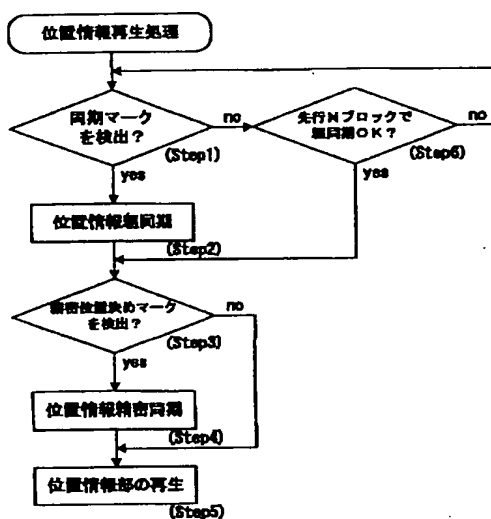 位置情報再生処理
同期マーク
を検出?
no
(Step1)
yes
先行Nブロックで
粗同期OK?
no
(Step6)
yes
位置情報粗同期
(Step2)
精密位置決めマーク
を検出?
no
(Step3)
yes
位置情報精密同期
(Step4)
位置情報部の再生
(Step5)